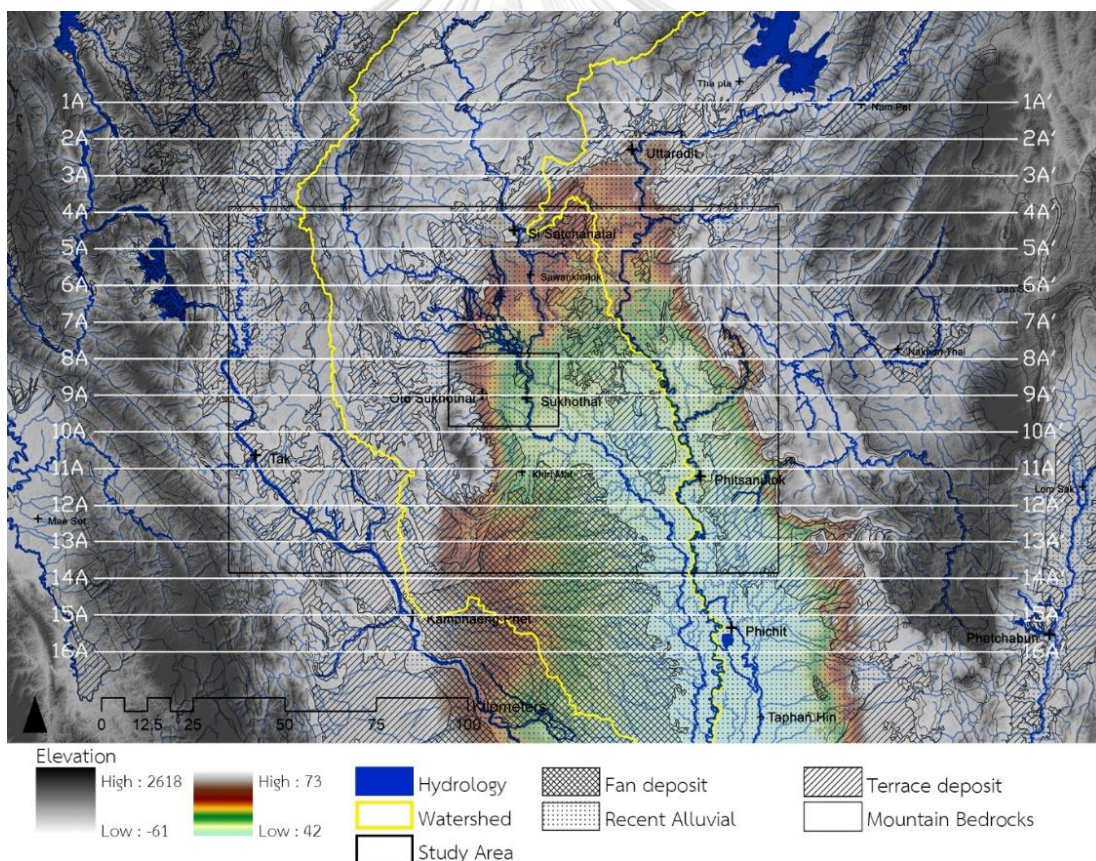 Tha pla
1A 1A'
Nam Pat
2A 2A'
Uttaradit
3A 3A'
4A 4A'
Si Satchanalai
5A 5A'
Sawankhalok
6A 6A'
7A 7A'
Nakhon Thai
8A 8A'
Old Sukhothai
9A 9A'
Sukhothai
10A 10A'
Tak
11A 11A'
Phitsanulok
Lom Sak
12A 12A'
Mae Sot
13A 13A'
14A 14A'
15A 15A'
Kamphaeng Phet
Phichit
Phetchabun
16A 16A'
Kilometers
0 12.5 25 50 75 100
Taphan Hin
Elevation
High : 2618
Low : -61
High : 73
Low : 42
Hydrology
Watershed
Study Area
Fan deposit
Recent Alluvial
Terrace deposit
Mountain Bedrocks